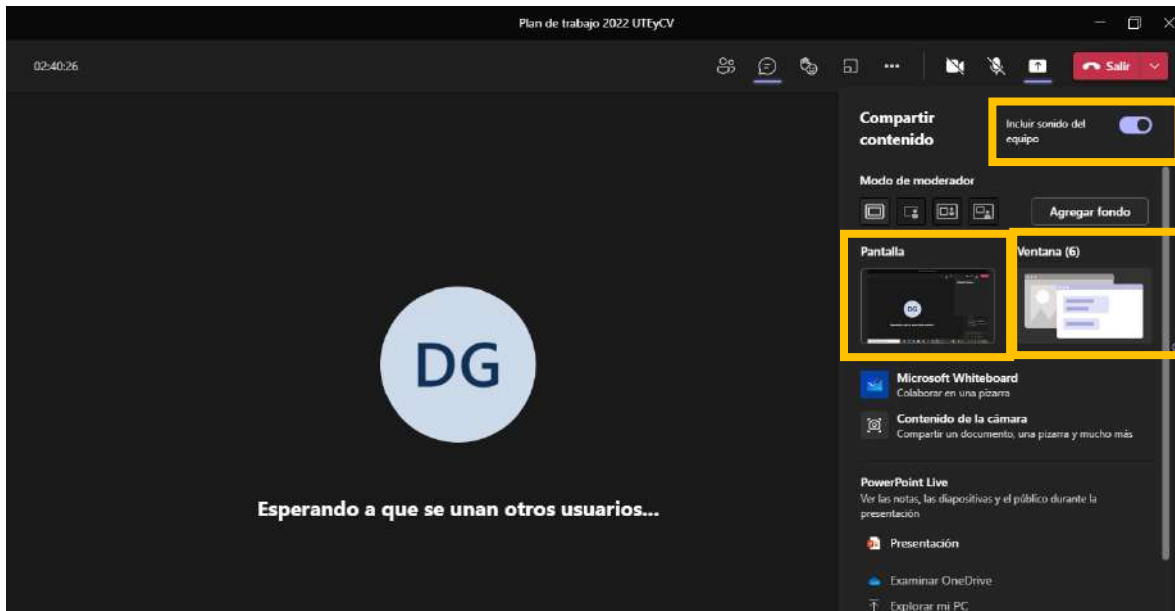 Plan de trabajo 2022 UTEyCV
02:40:26
Salir
Compartir
contenido
Incluir sonido del
equipo
Modo de moderador
Agregar fondo
Pantalla
Ventana (6)
DG
Microsoft Whiteboard
Colaborar en una pizarra
Contenido de la cámara
Compartir un documento, una pizarra y mucho más
Esperando a que se unan otros usuarios...
PowerPoint Live
Ver las notas, las diapositivas y el público durante la
presentación
Presentación
Examinar OneDrive
Explorar mi PC